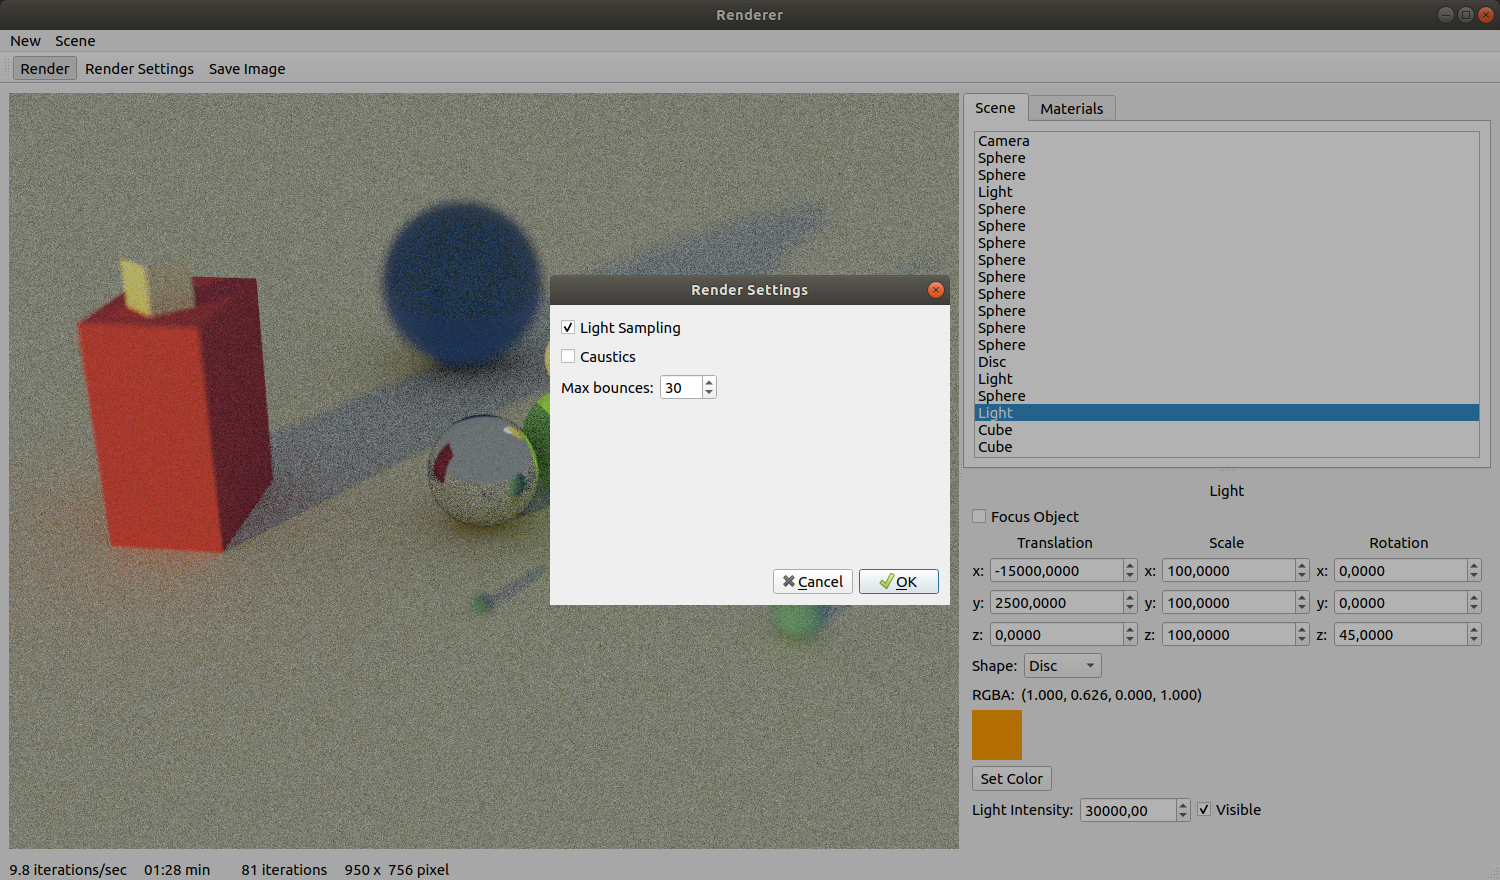 Renderer
New Scene
Render Render Settings Save Image
Scene Materials
Camera
Sphere
Sphere
Light
Sphere
Sphere
Sphere
Sphere
Sphere
Sphere
Sphere
Sphere
Sphere
Disc
Light
Sphere
Light
Cube
Cube
Render Settings
Light Sampling
Caustics
Max bounces: 30
Cancel OK
Light
Focus Object
Translation Scale Rotation
x: -15000,0000 x: 100,0000 x: 0,0000
y: 2500,0000 y: 100,0000 y: 0,0000
z: 0,0000 z: 100,0000 z: 45,0000
Shape: Disc
RGBA: (1.000, 0.626, 0.000, 1.000)
Set Color
Light Intensity: 30000,00 Visible
9.8 iterations/sec 01:28 min 81 iterations 950 x 756 pixel